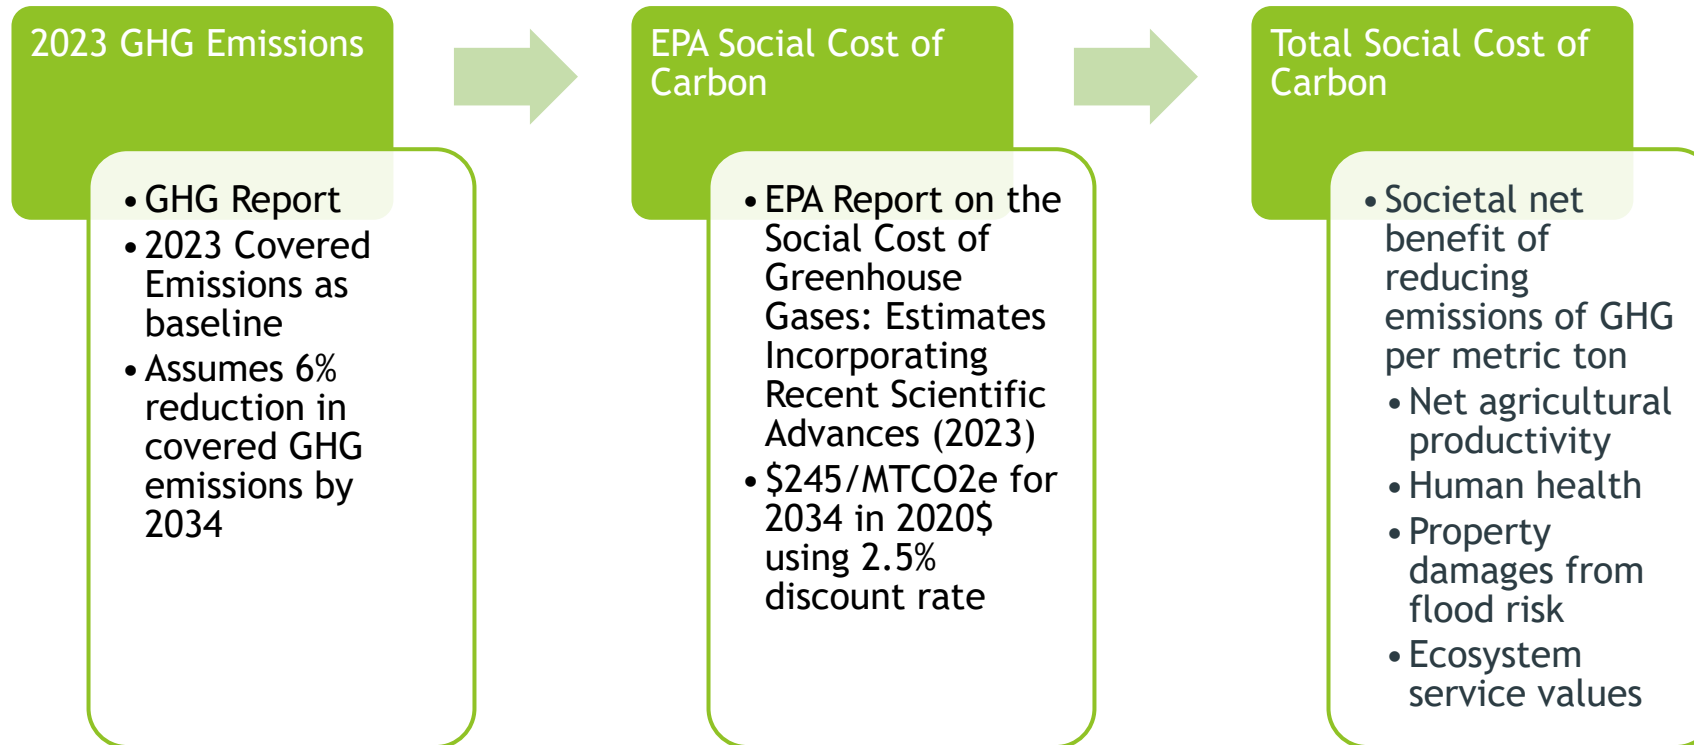 2023 GHG Emissions
• GHG Report
• 2023 Covered
Emissions as
baseline
• Assumes 6%
reduction in
covered GHG
emissions by
2034
EPA Social Cost of
Carbon
• EPA Report on the
Social Cost of
Greenhouse
Gases: Estimates
Incorporating
Recent Scientific
Advances (2023)
• $245/MTCO2e for
2034 in 2020$
using 2.5%
discount rate
Total Social Cost of
Carbon
• Societal net
benefit of
reducing
emissions of GHG
per metric ton
• Net agricultural
productivity
• Human health
• Property
damages from
flood risk
• Ecosystem
service values